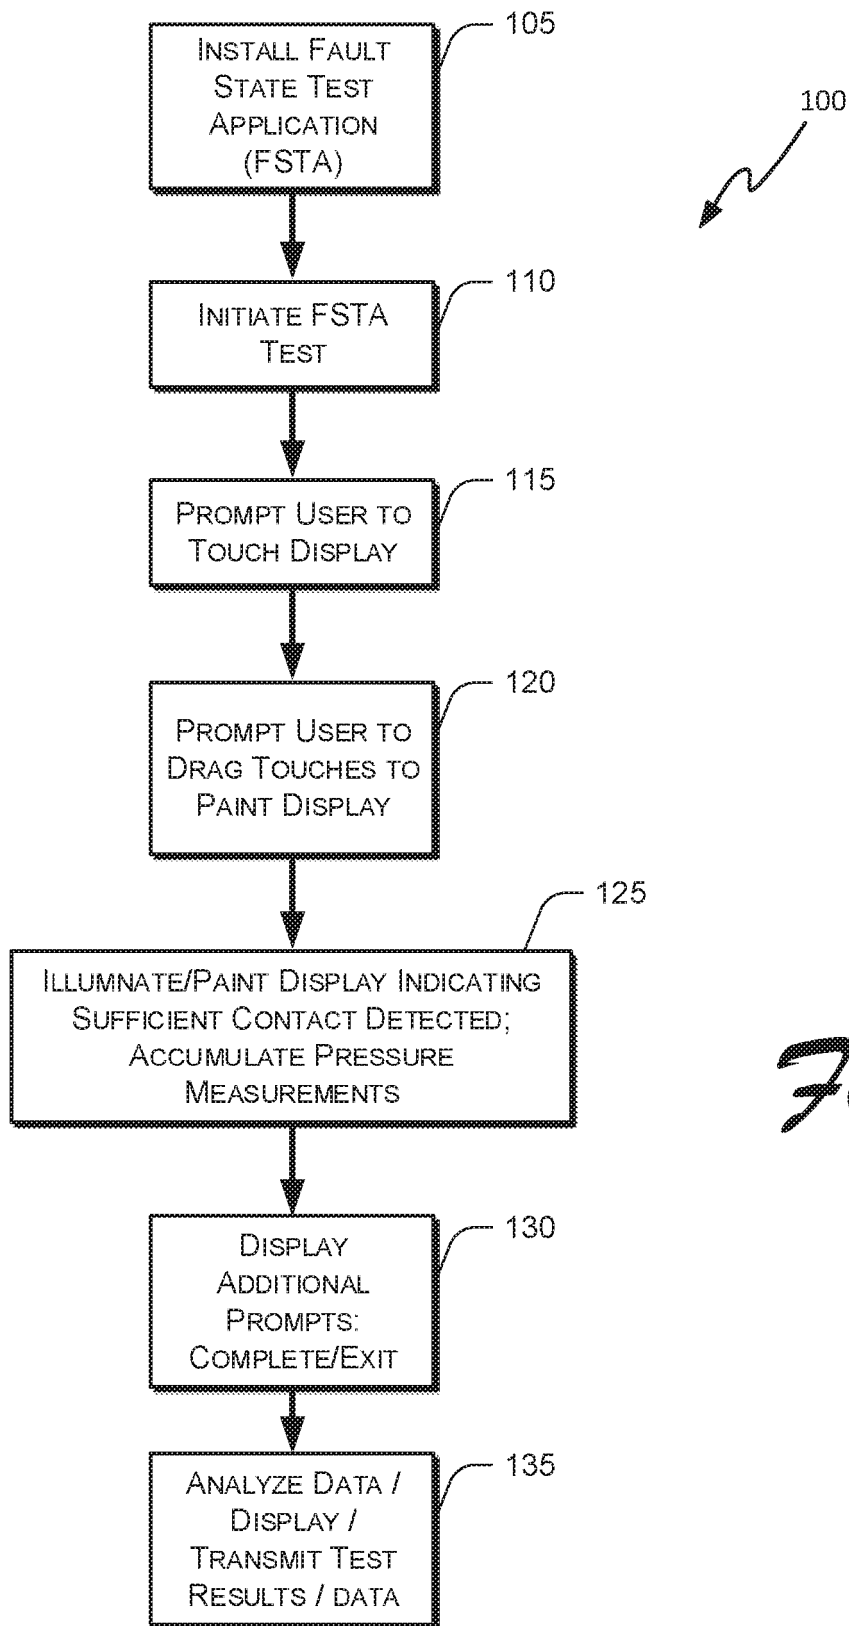 INSTALL FAULT
STATE TEST
APPLICATION
(FSTA)
105
100
INITIATE FSTA
TEST
110
PROMPT USER TO
TOUCH DISPLAY
115
PROMPT USER TO
DRAG TOUCHES TO
PAINT DISPLAY
120
ILLUMNATE/PAINT DISPLAY INDICATING
SUFFICIENT CONTACT DETECTED;
ACCUMULATE PRESSURE
MEASUREMENTS
125
DISPLAY
ADDITIONAL
PROMPTS:
COMPLETE/EXIT
130
ANALYZE DATA /
DISPLAY /
TRANSMIT TEST
RESULTS / DATA
135